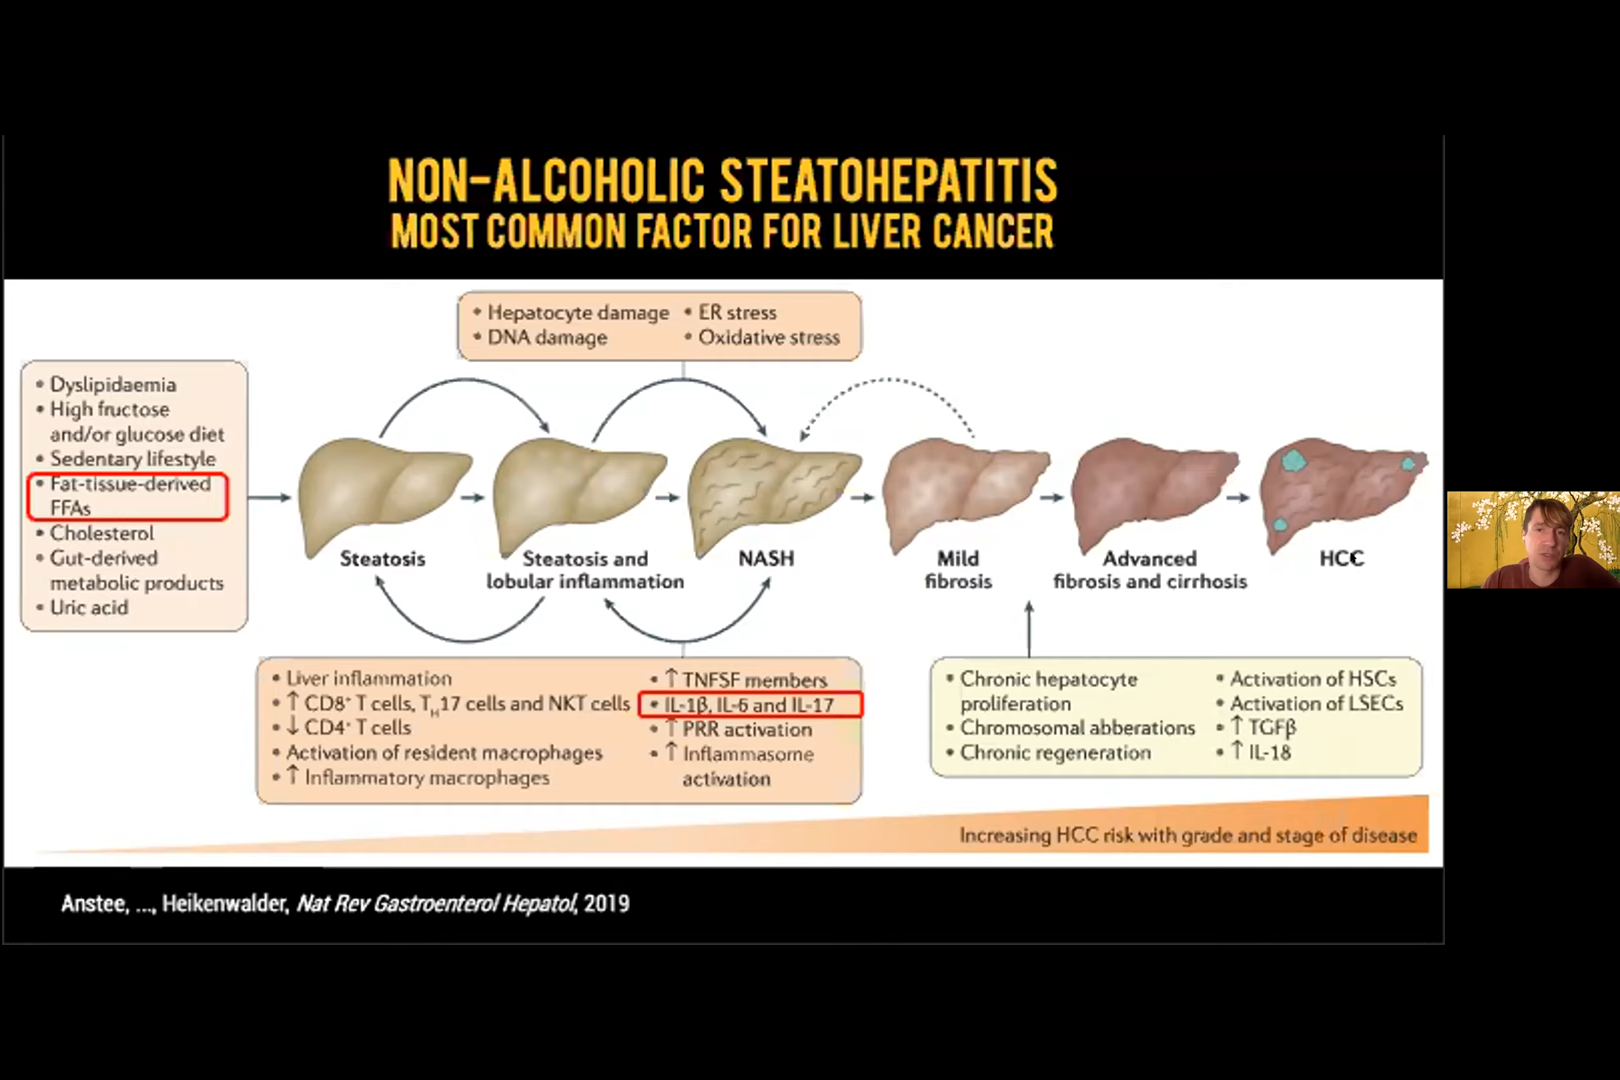 NON-ALCOHOLIC STEATOHEPATITIS
MOST COMMON FACTOR FOR LIVER CANCER
• Hepatocyte damage
• DNA damage
• ER stress
• Oxidative stress
• Dyslipidaemia
• High fructose
and/or glucose diet
• Sedentary lifestyle
• Fat-tissue-derived
FFAs
• Cholesterol
• Gut-derived
metabolic products
• Uric acid
Steatosis
Steatosis and
lobular inflammation
NASH
Mild
fibrosis
Advanced
fibrosis and cirrhosis
HCC
• Liver inflammation
• ↑ CD8⁺ T cells, TH17 cells and NKT cells
• ↓ CD4⁺ T cells
• Activation of resident macrophages
• ↑ Inflammatory macrophages
• ↑ TNFSF members
• IL-1β, IL-6 and IL-17
• ↑ PRR activation
• ↑ Inflammasome
activation
• Chronic hepatocyte
proliferation
• Chromosomal abberations
• Chronic regeneration
• Activation of HSCs
• Activation of LSECs
• ↑ TGFβ
• ↑ IL-18
Increasing HCC risk with grade and stage of disease
Anstee, ..., Heikenwalder, Nat Rev Gastroenterol Hepatol, 2019